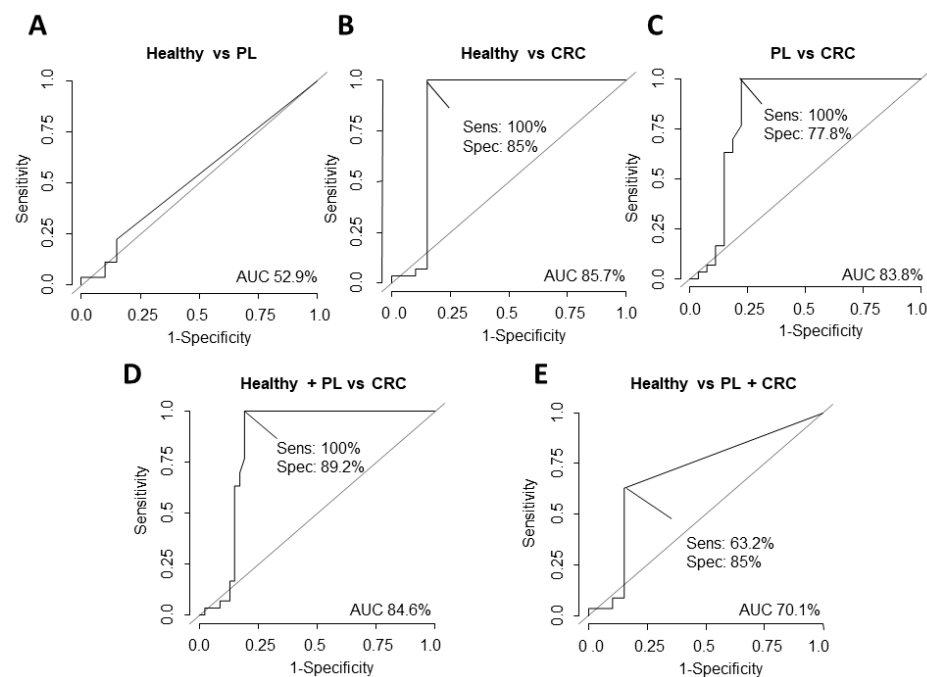 A
Healthy vs PL
1.0
0.75
0.5
0.25
0.0
Sensitivity
AUC 52.9%
0.0 0.25 0.5 0.75 1.0
1-Specificity
B
Healthy vs CRC
1.0
0.75
0.5
0.25
0.0
Sensitivity
Sens: 100%
Spec: 85%
AUC 85.7%
0.0 0.25 0.5 0.75 1.0
1-Specificity
C
PL vs CRC
1.0
0.75
0.5
0.25
0.0
Sensitivity
Sens: 100%
Spec: 77.8%
AUC 83.8%
0.0 0.25 0.5 0.75 1.0
1-Specificity
D
Healthy + PL vs CRC
1.0
0.75
0.5
0.25
0.0
Sensitivity
Sens: 100%
Spec: 89.2%
AUC 84.6%
0.0 0.25 0.5 0.75 1.0
1-Specificity
E
Healthy vs PL + CRC
1.0
0.75
0.5
0.25
0.0
Sensitivity
Sens: 63.2%
Spec: 85%
AUC 70.1%
0.0 0.25 0.5 0.75 1.0
1-Specificity